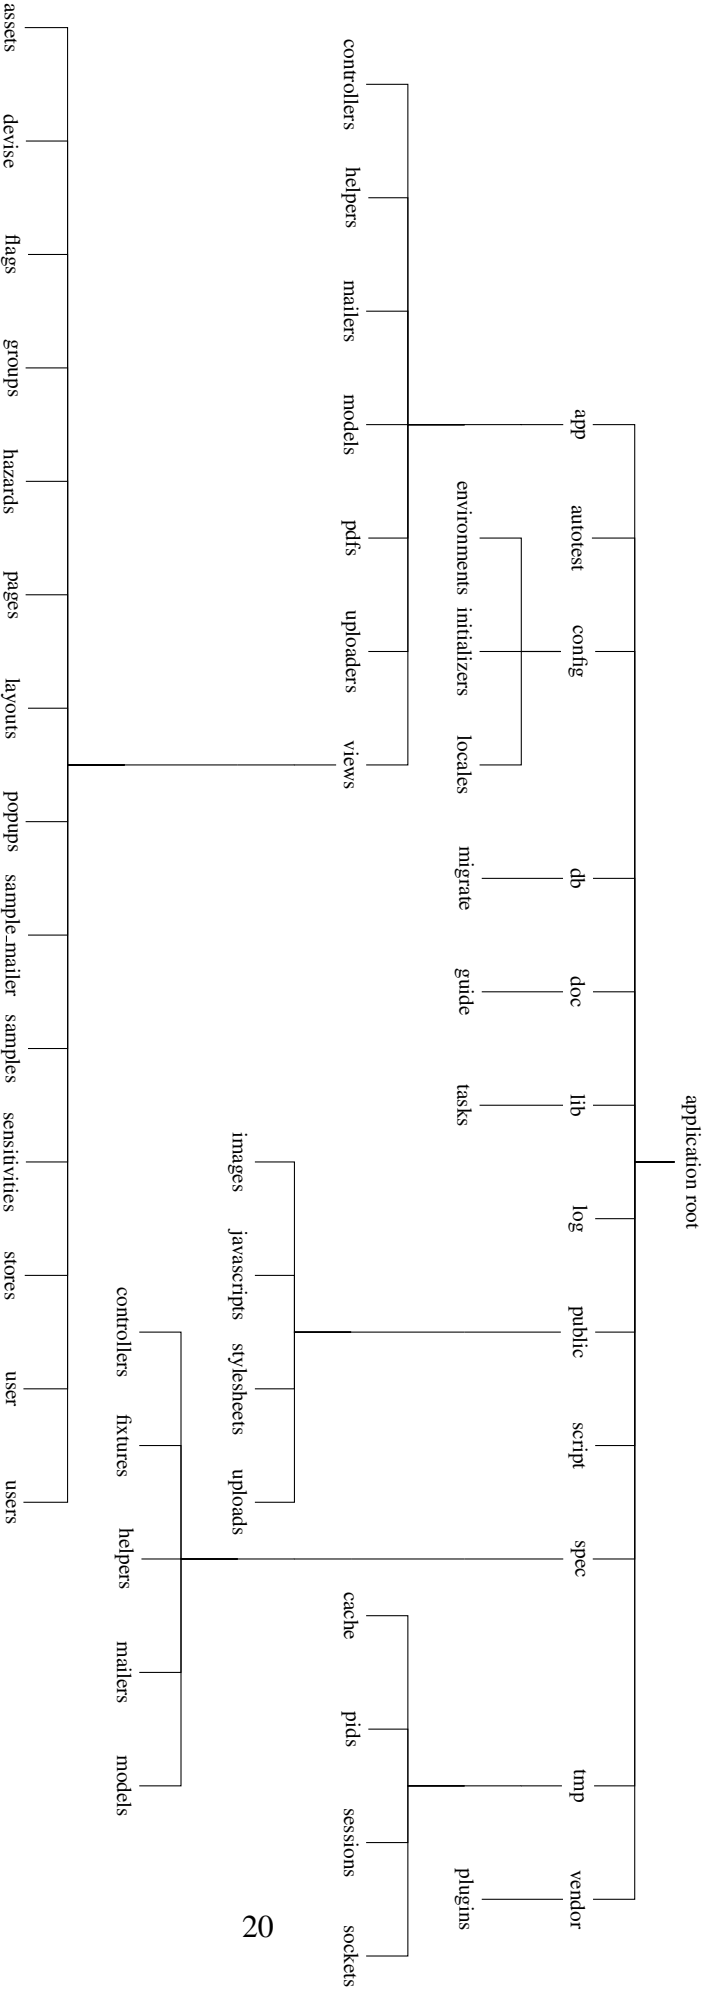 application root
app
autotest
config
db
doc
lib
log
public
script
spec
tmp
vendor
environments
initializers
locales
migrate
guide
tasks
plugins
controllers
helpers
mailers
models
pdfs
uploaders
views
cache
pids
sessions
sockets
images
javascripts
stylesheets
uploads
controllers
fixtures
helpers
mailers
models
assets
devise
flags
groups
hazards
pages
layouts
popups
sample_mailer
samples
sensitivities
stores
user
users
20